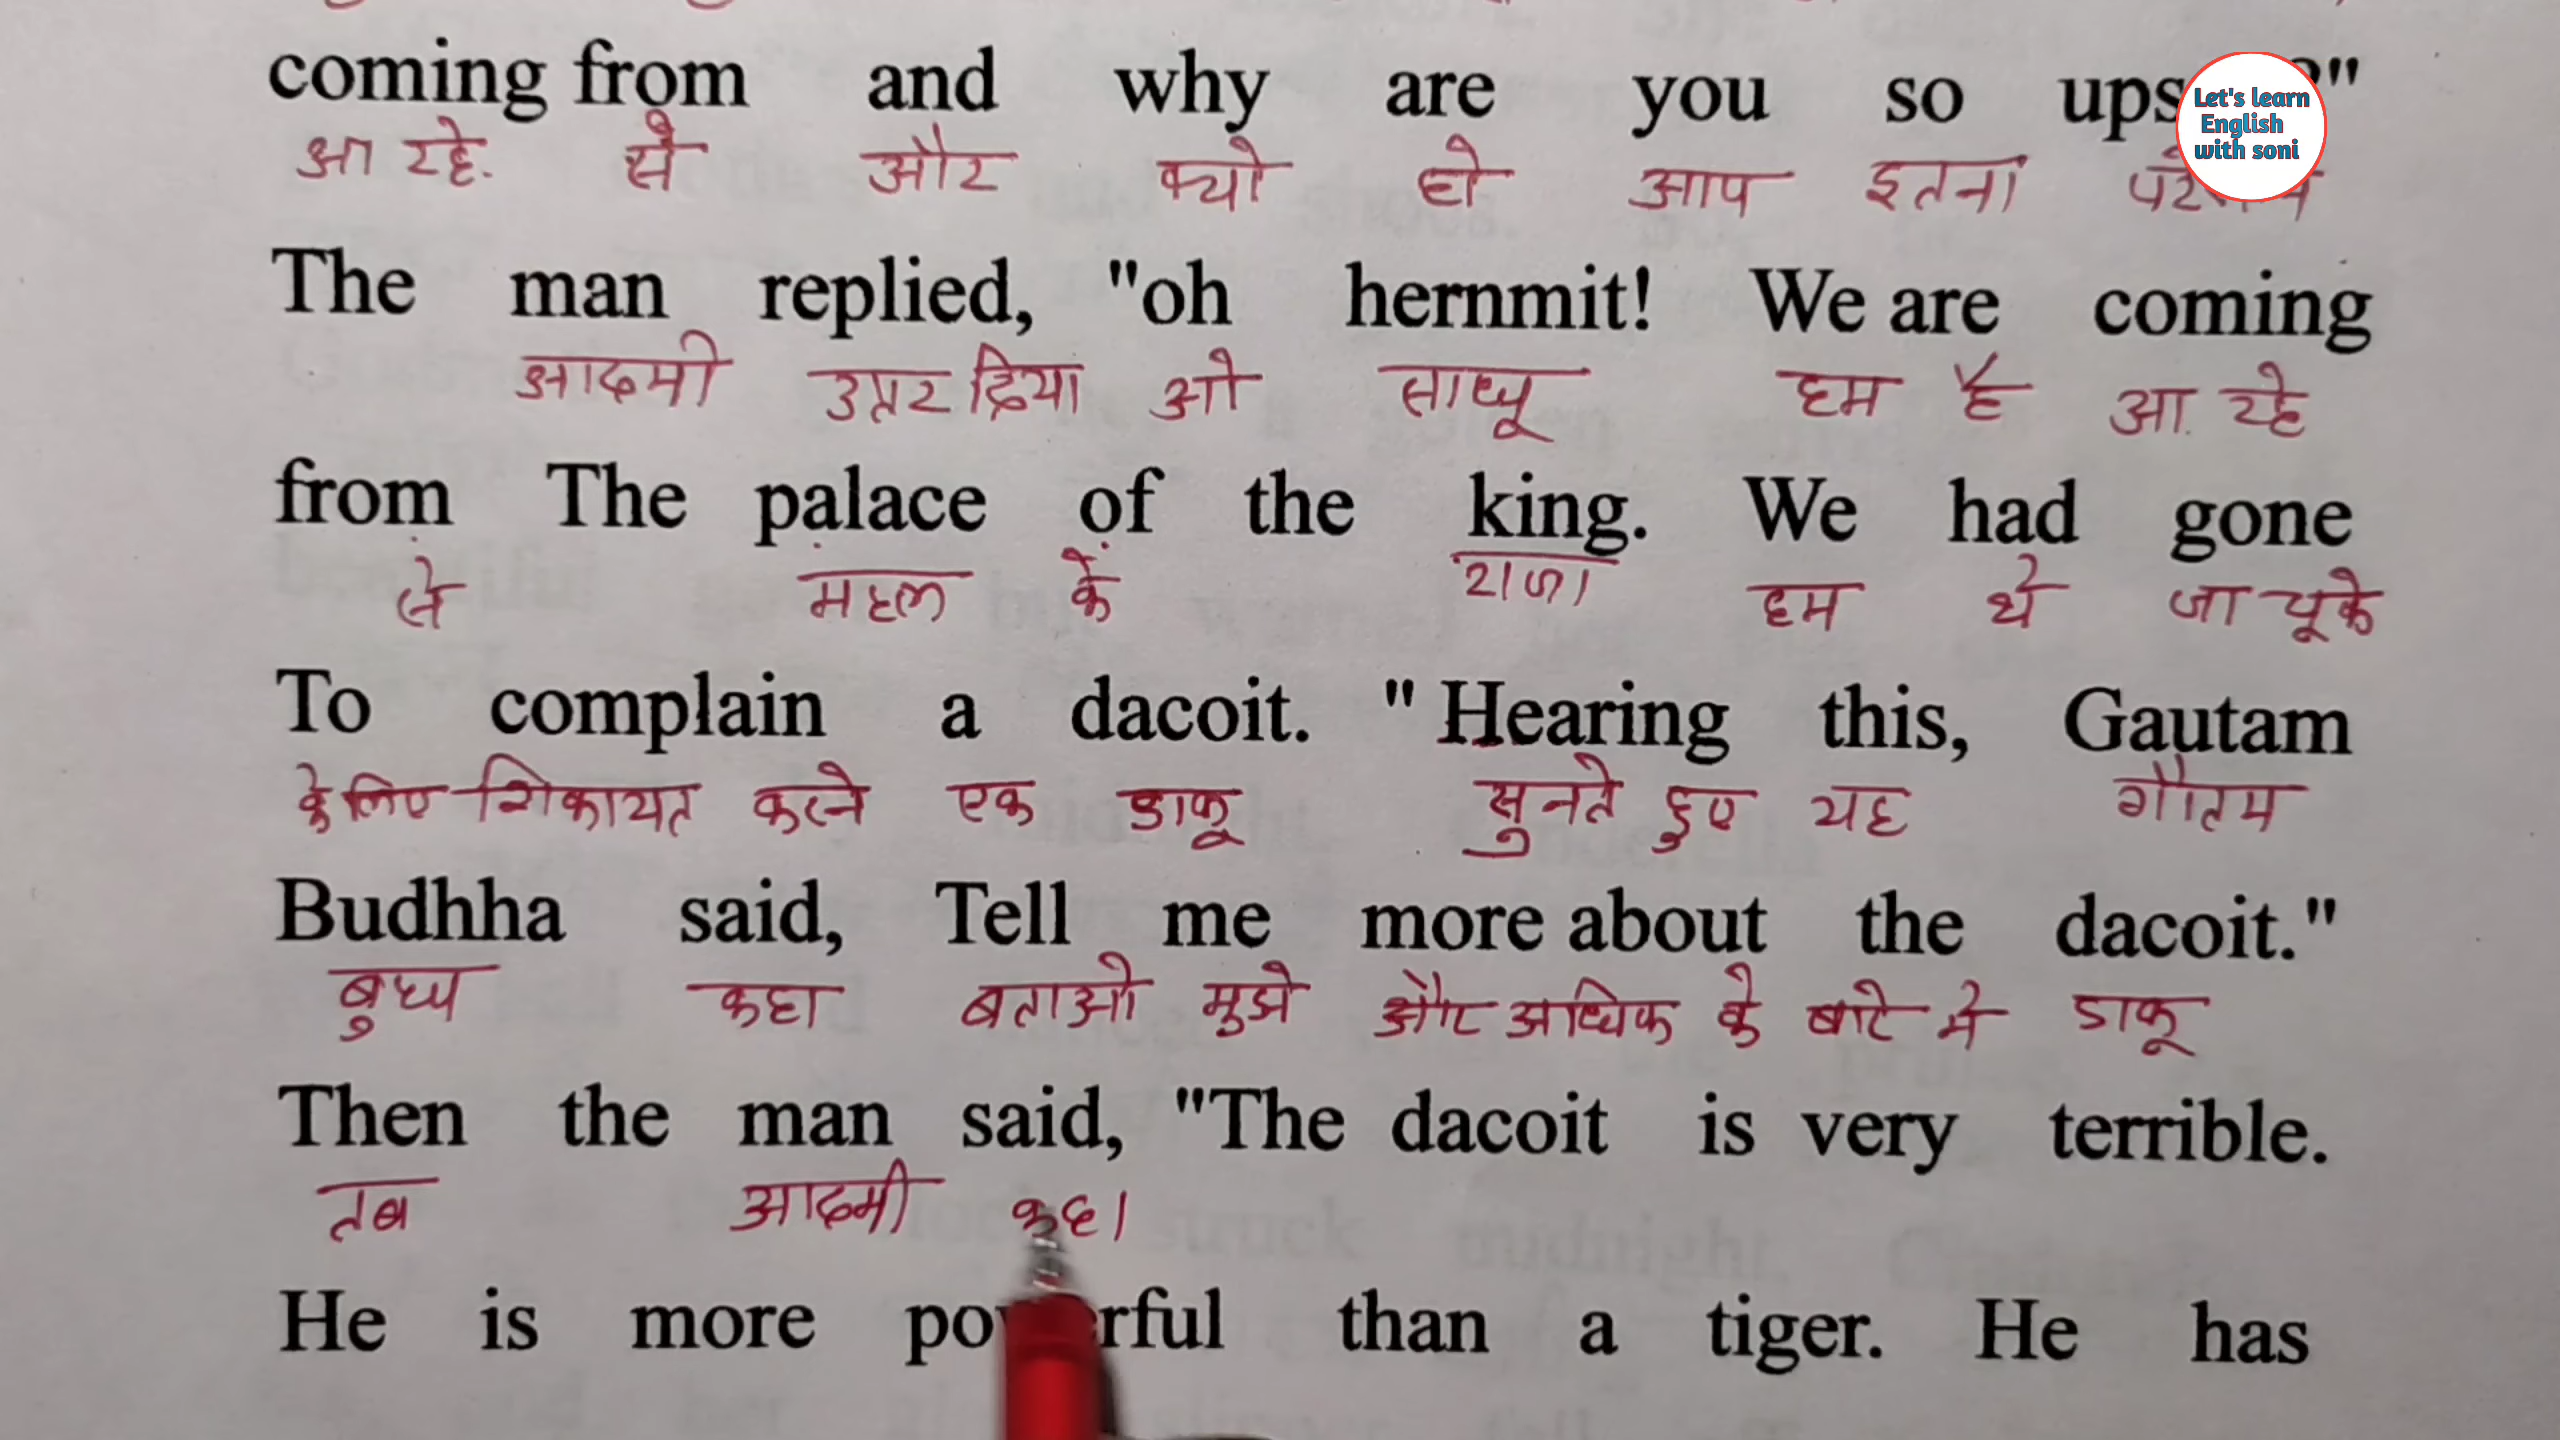 coming from and why are you so ups ?"
Let's learn
English
with soni
आ रहे. से और क्यो हो आप इतना
The man replied, "oh hernmit! We are coming
आदमी उत्तर दिया ओ साधू हम है आ रहे
from The palace of the king. We had gone
से महल के राजा हम थे जा चूके
To complain a dacoit. " Hearing this, Gautam
के लिए शिकायत करने एक डाकू सुनते हुए यह गौतम
Budhha said, Tell me more about the dacoit."
बुध्ध कहा बताओ मुझे और अधिक के बारे मे डाकू
Then the man said, "The dacoit is very terrible.
तब आदमी कहा
He is more po erful than a tiger. He has